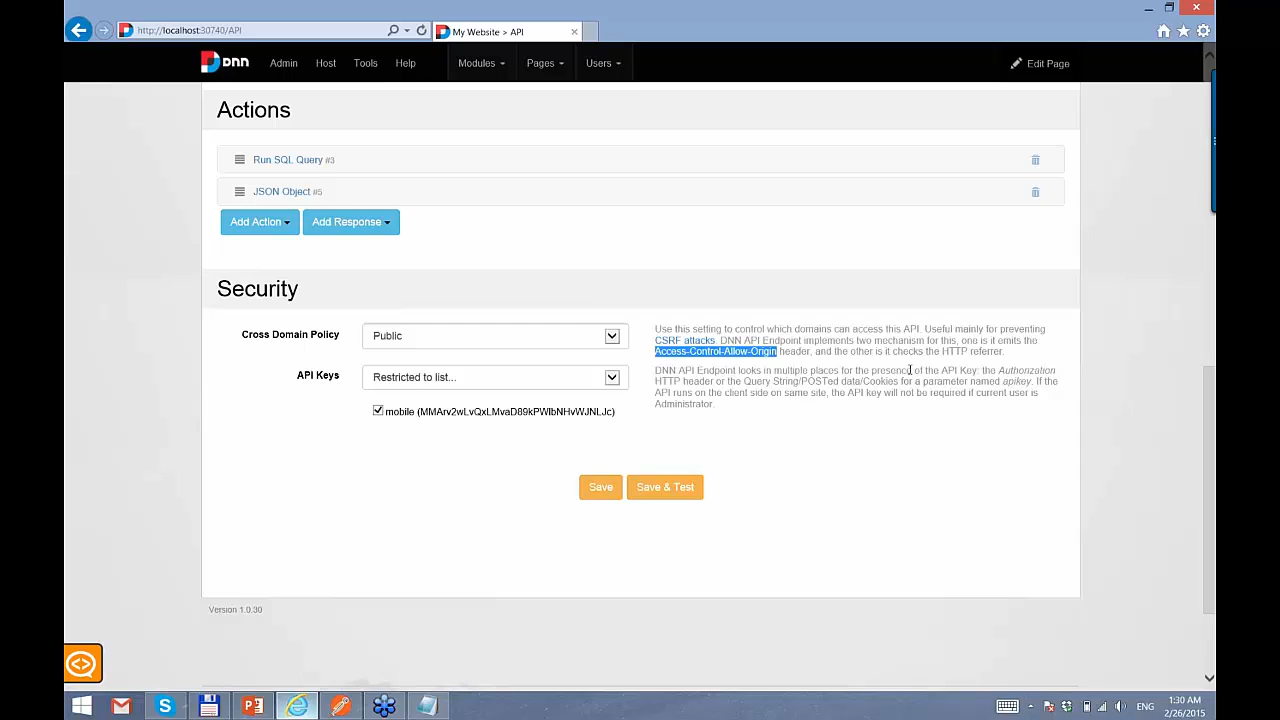 http://localhost:30740/API
My Website > API
DNN
Admin
Host
Tools
Help
Modules
Pages
Users
Edit Page
Actions
Run SQL Query #3
JSON Object #5
Add Action
Add Response
Security
Cross Domain Policy
Public
Use this setting to control which domains can access this API. Useful mainly for preventing
CSRF attacks. DNN API Endpoint implements two mechanism for this, one is it emits the
Access-Control-Allow-Origin header, and the other is it checks the HTTP referrer.
API Keys
Restricted to list...
DNN API Endpoint looks in multiple places for the presence of the API Key: the Authorization
HTTP header or the Query String/POSTed data/Cookies for a parameter named apikey. If the
API runs on the client side on same site, the API key will not be required if current user is
Administrator.
mobile (MMArv2wLvQxLMvaD89kPWIbNHvWJNLJc)
Save
Save & Test
Version 1.0.30
ENG
1:30 AM
2/26/2015